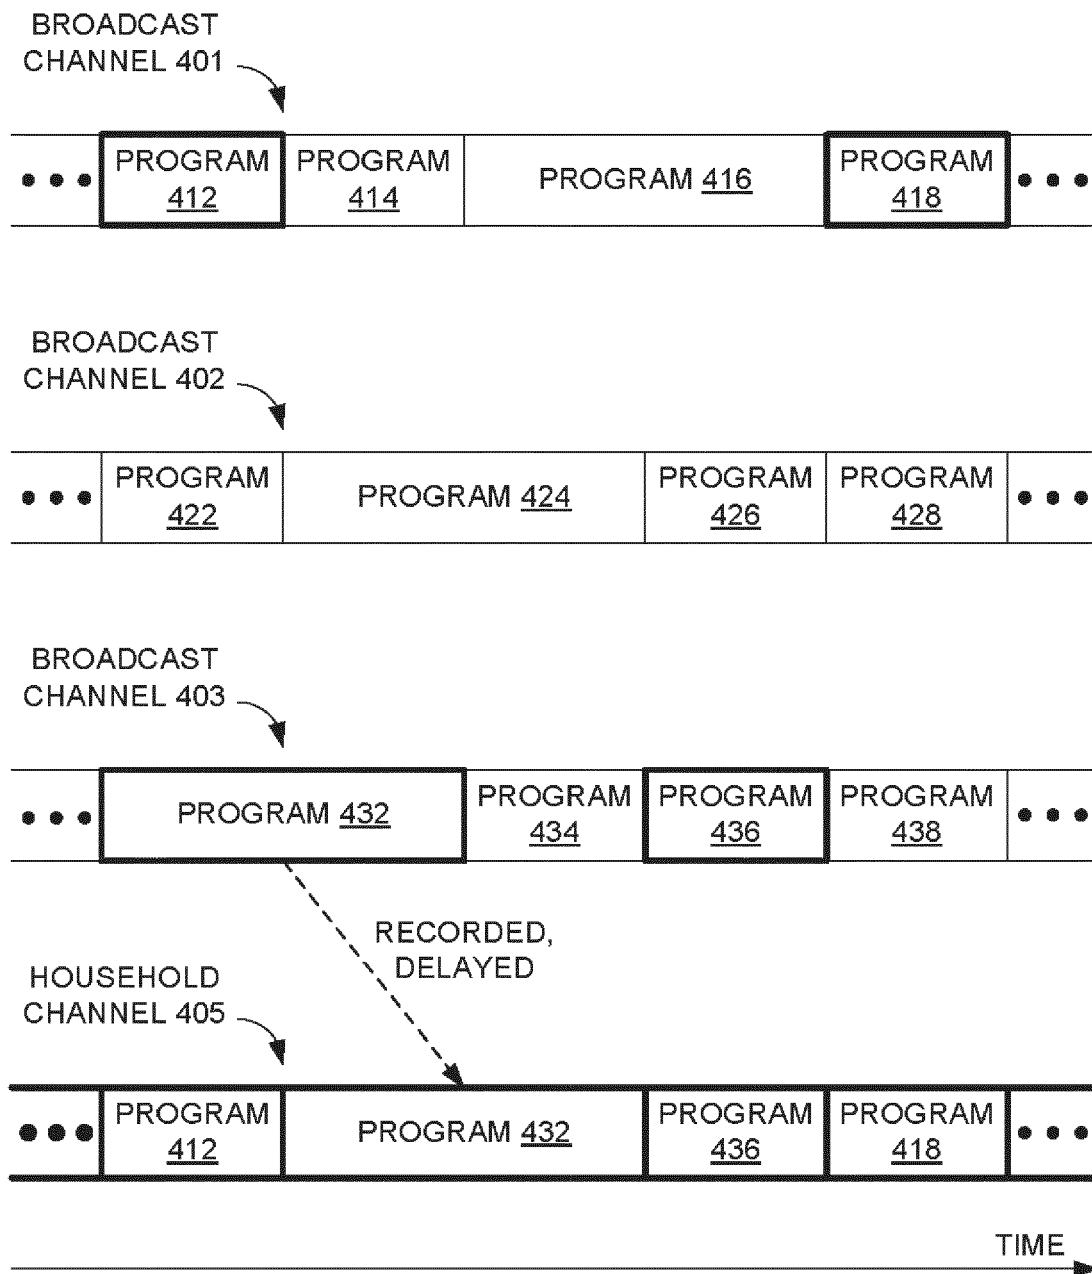 BROADCAST
CHANNEL 401
PROGRAM
412
PROGRAM
414
PROGRAM 416
PROGRAM
418
BROADCAST
CHANNEL 402
PROGRAM
422
PROGRAM 424
PROGRAM
426
PROGRAM
428
BROADCAST
CHANNEL 403
PROGRAM 432
PROGRAM
434
PROGRAM
436
PROGRAM
438
RECORDED,
DELAYED
HOUSEHOLD
CHANNEL 405
PROGRAM
412
PROGRAM 432
PROGRAM
436
PROGRAM
418
TIME